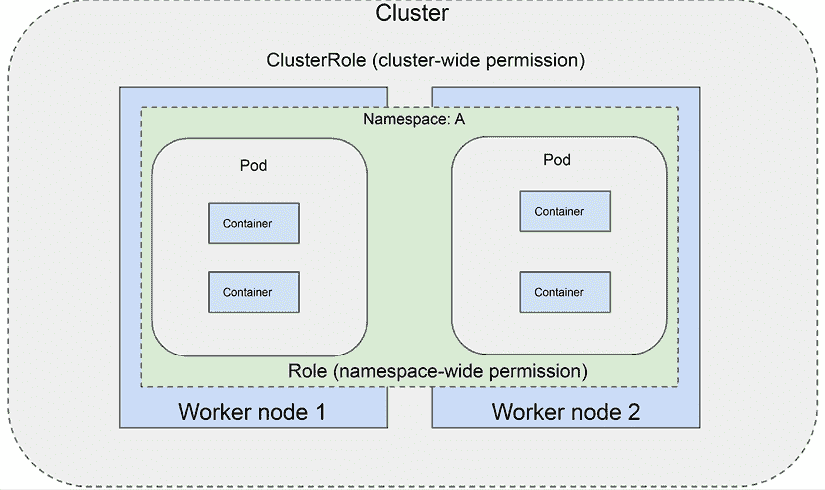 Cluster
ClusterRole (cluster-wide permission)
Namespace: A
Pod
Container
Container
Pod
Container
Container
Role (namespace-wide permission)
Worker node 1
Worker node 2